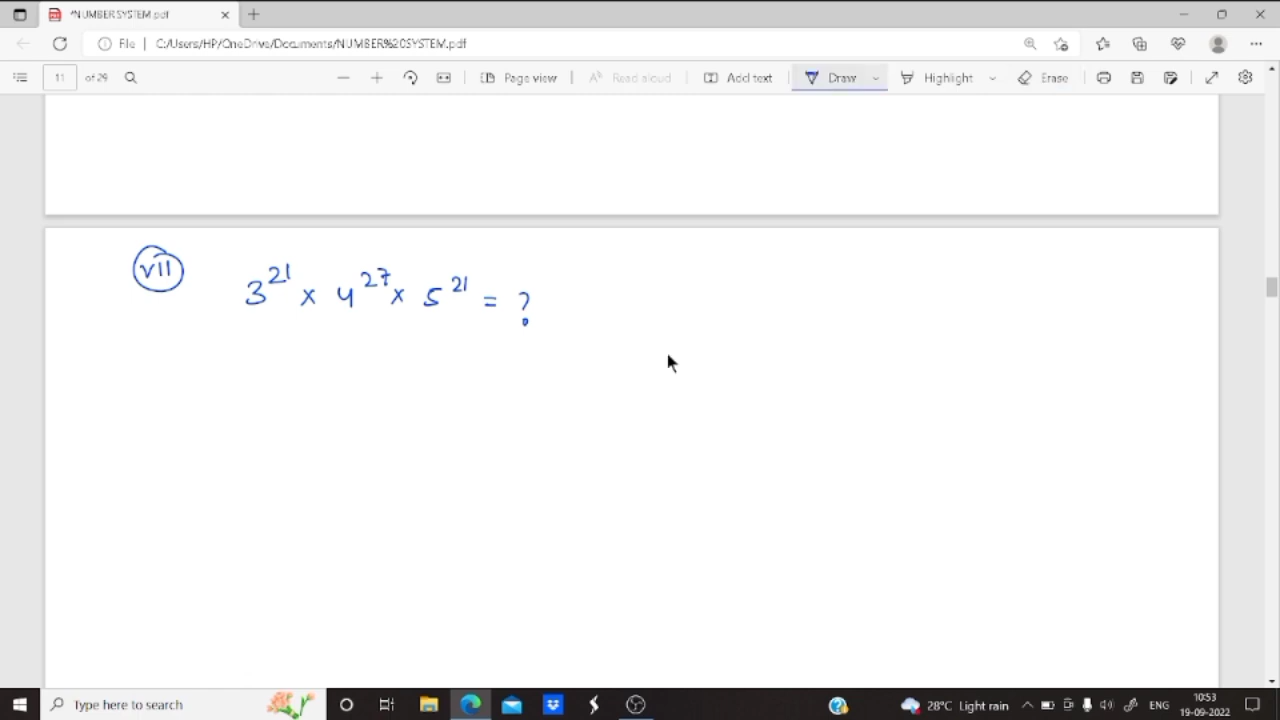 *NUMBER SYSTEM.pdf
File | C:/Users/HP/OneDrive/Documents/NUMBER%20SYSTEM.pdf
11 of 29 Page view Read aloud Add text Draw Highlight Erase
vii 3^21 x 4^27 x 5^21 = ?
Type here to search
28°C Light rain ENG
10:53
19-09-2022